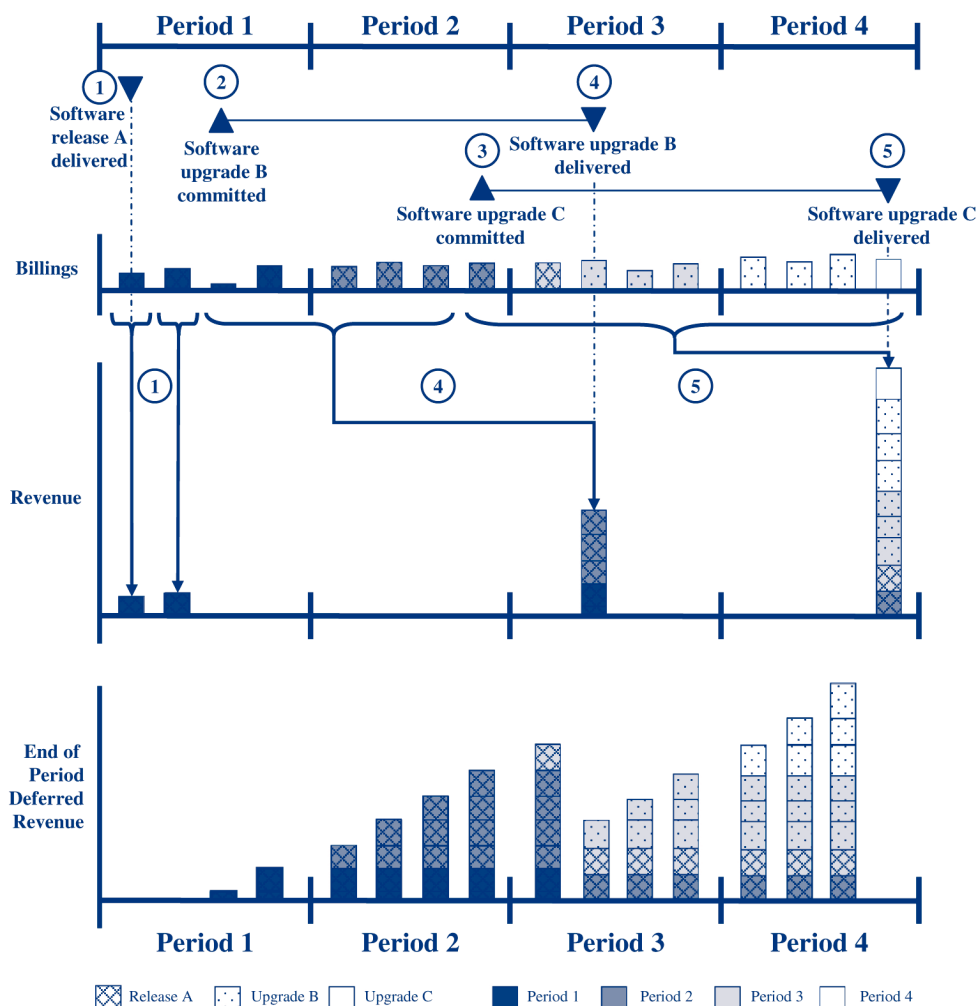 Period 1 Period 2 Period 3 Period 4
1 2 4
Software
release A
delivered
Software
upgrade B
committed
3
Software upgrade B
delivered
5
Software upgrade C
committed
Software upgrade C
delivered
Billings
1 4 5
Revenue
End of
Period
Deferred
Revenue
Period 1 Period 2 Period 3 Period 4
Release A Upgrade B Upgrade C Period 1 Period 2 Period 3 Period 4